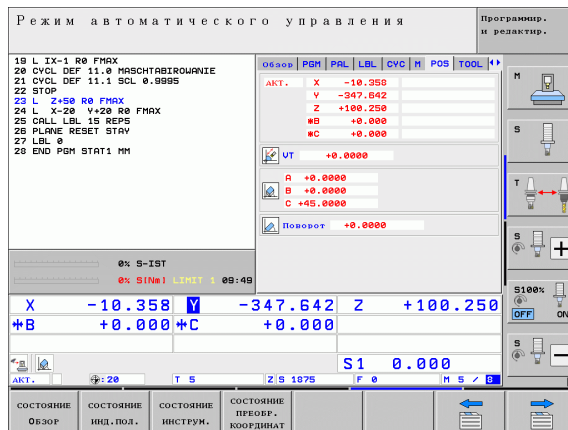 Режим автоматического управления
Программир.
и редактир.
19 L IX-1 R0 FMAX
20 CYCL DEF 11.0 MASCHTABIROWANIE
21 CYCL DEF 11.1 SCL 0.9995
22 STOP
23 L Z+50 R0 FMAX
24 L X-20 Y+20 R0 FMAX
25 CALL LBL 15 REP5
26 PLANE RESET STAY
27 LBL 0
28 END PGM STAT1 MM
Обзор PGM PAL LBL CYC M POS TOOL
АКТ. X -10.358
Y -347.642
Z +100.250
*B +0.000
*C +0.000
VT +0.0000
A +0.0000
B +0.0000
C +45.0000
Поворот +0.0000
0% S-IST
0% S[Nm] LIMIT 1 09:49
X -10.358 Y -347.642 Z +100.250
*B +0.000 *C +0.000
S1 0.000
АКТ. : 20 T 5 Z S 1875 F 0 M 5 / 8
M
S
T
S
S100%
OFF ON
S
СОСТОЯНИЕ
ОБЗОР
СОСТОЯНИЕ
ИНД.ПОЛ.
СОСТОЯНИЕ
ИНСТРУМ.
СОСТОЯНИЕ
ПРЕОБР.
КООРДИНАТ